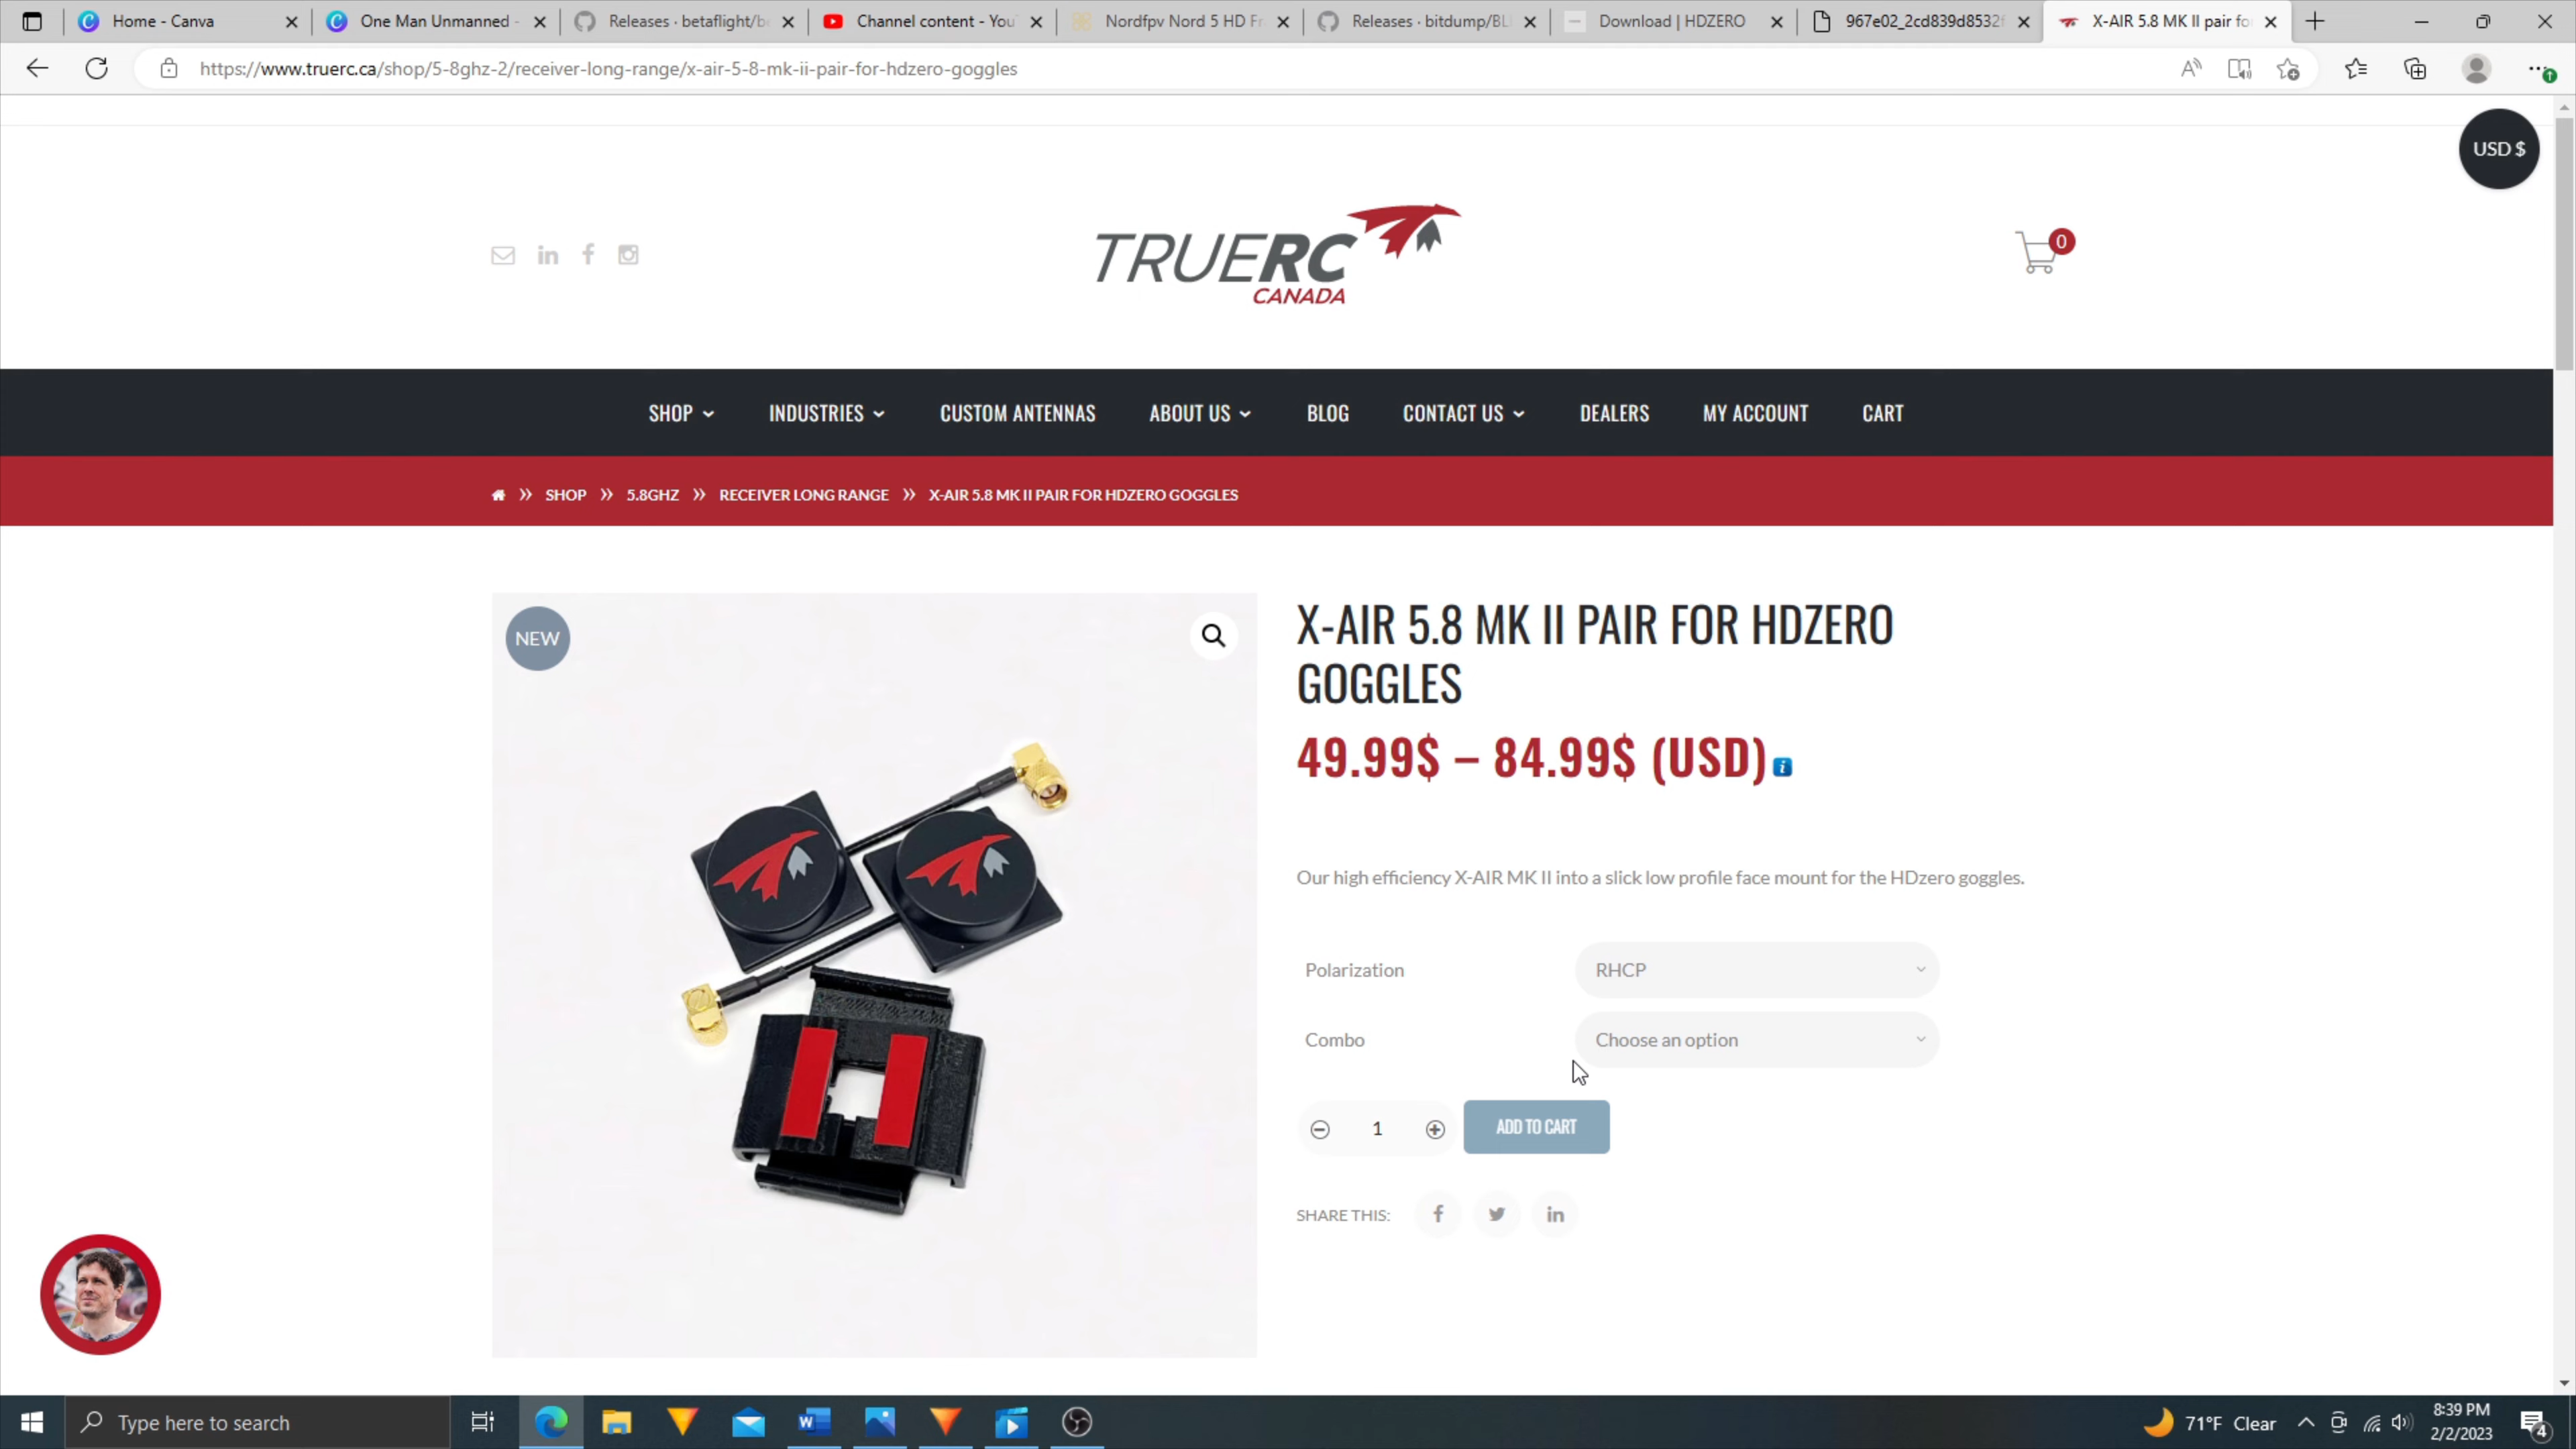 Home - Canva
One Man Unmanned -
Releases · betaflight/be
Channel content - You
Nordfpv Nord 5 HD Fr
Releases · bitdump/BL
Download | HDZERO
967e02_2cd839d8532f
X-AIR 5.8 MK II pair fo
https://www.truerc.ca/shop/5-8ghz-2/receiver-long-range/x-air-5-8-mk-ii-pair-for-hdzero-goggles
USD $
TRUERC
CANADA
0
SHOP INDUSTRIES CUSTOM ANTENNAS ABOUT US BLOG CONTACT US DEALERS MY ACCOUNT CART
» SHOP » 5.8GHZ » RECEIVER LONG RANGE » X-AIR 5.8 MK II PAIR FOR HDZERO GOGGLES
NEW
X-AIR 5.8 MK II PAIR FOR HDZERO
GOGGLES
49.99$ – 84.99$ (USD)
Our high efficiency X-AIR MK II into a slick low profile face mount for the HDzero goggles.
Polarization RHCP
Combo Choose an option
1 ADD TO CART
SHARE THIS:
Type here to search
71°F Clear
8:39 PM
2/2/2023
4